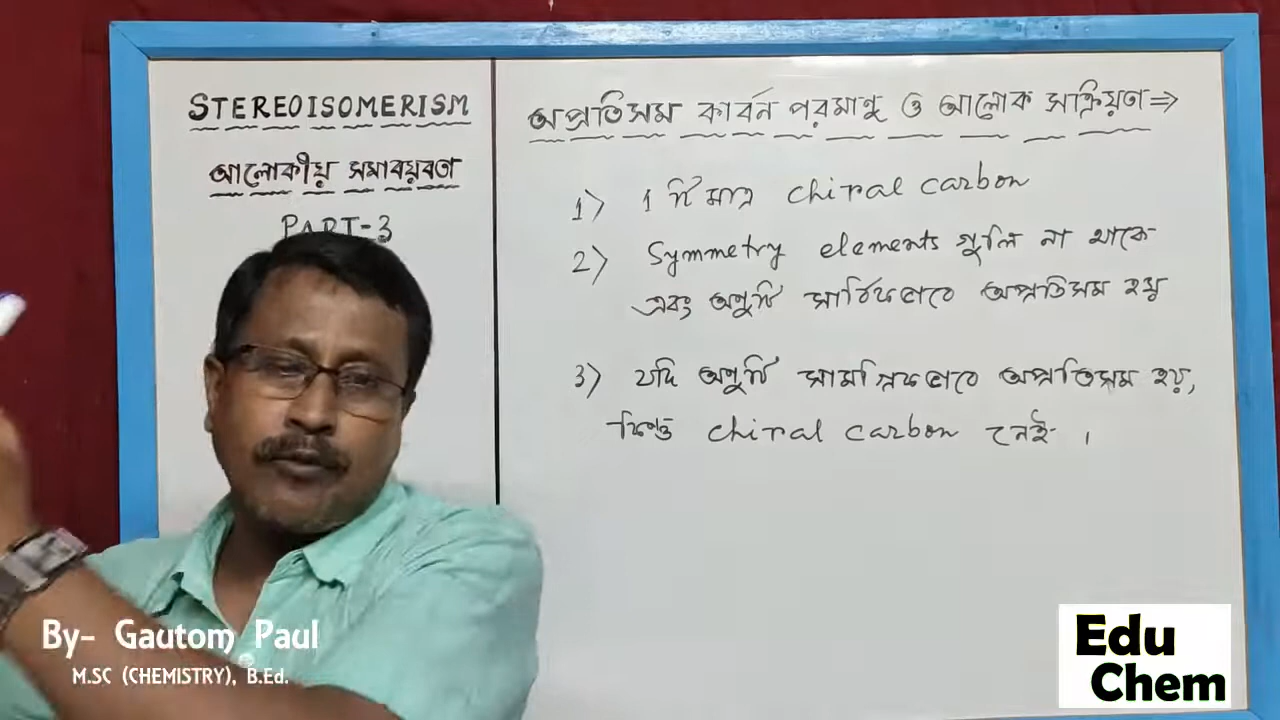 STEREOISOMERISM
আলোকীয় সমাবয়বতা
PART-3
অপ্রতিসম কার্বন পরমাণু ও আলোক সক্রিয়তা ⇒
1) 1 টি মাত্র chiral carbon
2) Symmetry elements গুলি না থাকে
এবং অণুটি সার্বিকভাবে অপ্রতিসম হয়
3) যদি অণুটি সামগ্রিকভাবে অপ্রতিসম হয়,
কিন্তু chiral carbon নেই ।
By- Gautom Paul
M.SC (CHEMISTRY), B.Ed.
Edu
Chem